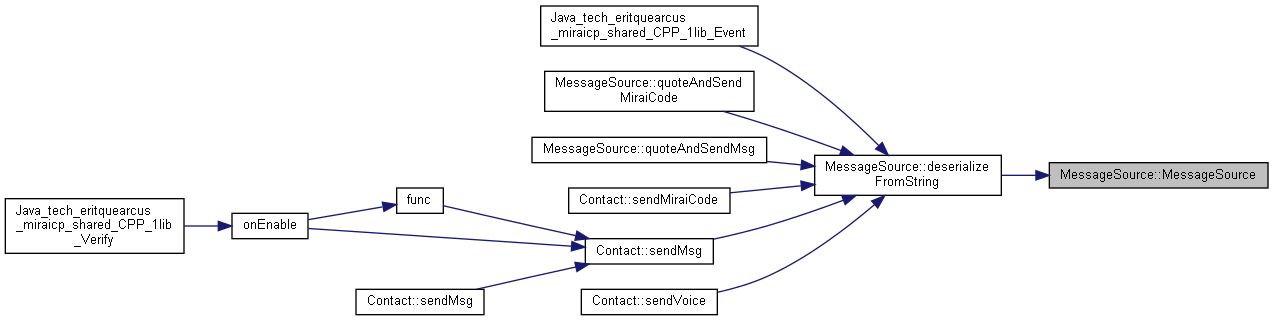 Java_tech_eritquearcus
_miraicp_shared_CPP_1lib_Event
MessageSource::quoteAndSend
MiraiCode
MessageSource::quoteAndSendMsg
MessageSource::deserialize
FromString
MessageSource::MessageSource
Contact::sendMiraiCode
func
Java_tech_eritquearcus
_miraicp_shared_CPP_1lib
_Verify
onEnable
Contact::sendMsg
Contact::sendMsg
Contact::sendVoice